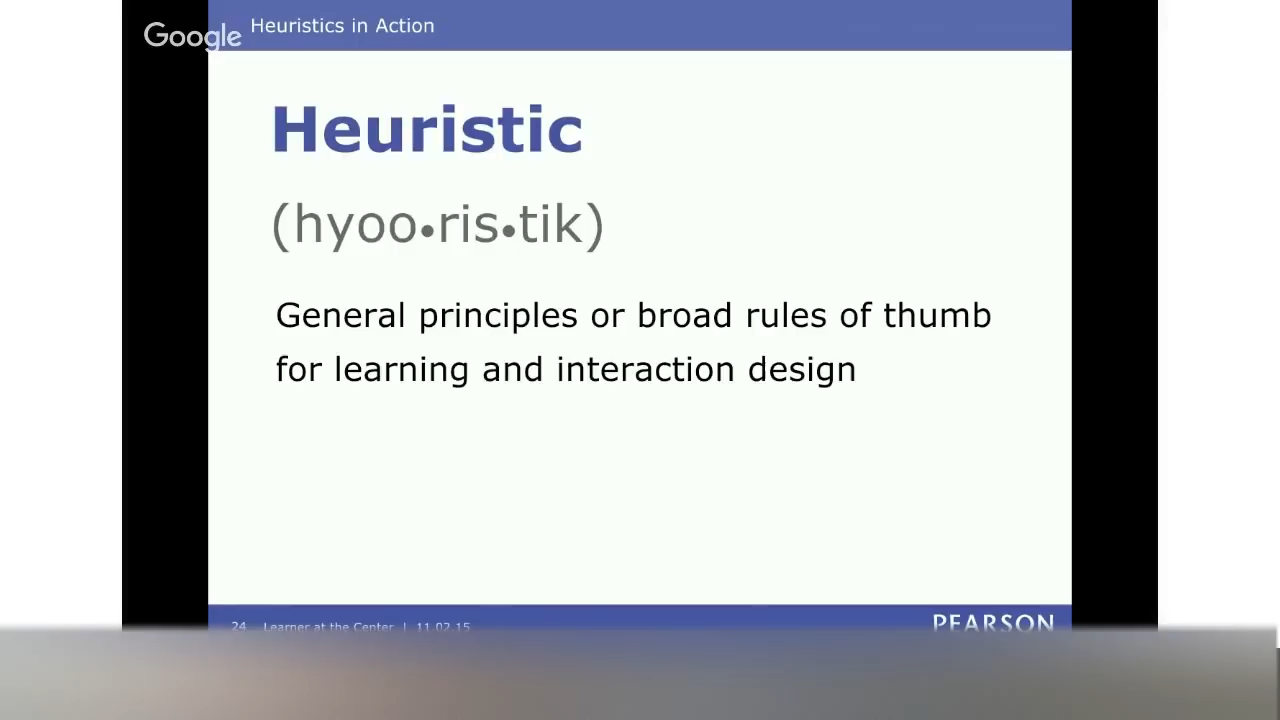 Google
Heuristics in Action
Heuristic
(hyoo•ris•tik)
General principles or broad rules of thumb
for learning and interaction design
24 Learner at the Center | 11.02.15
PEARSON